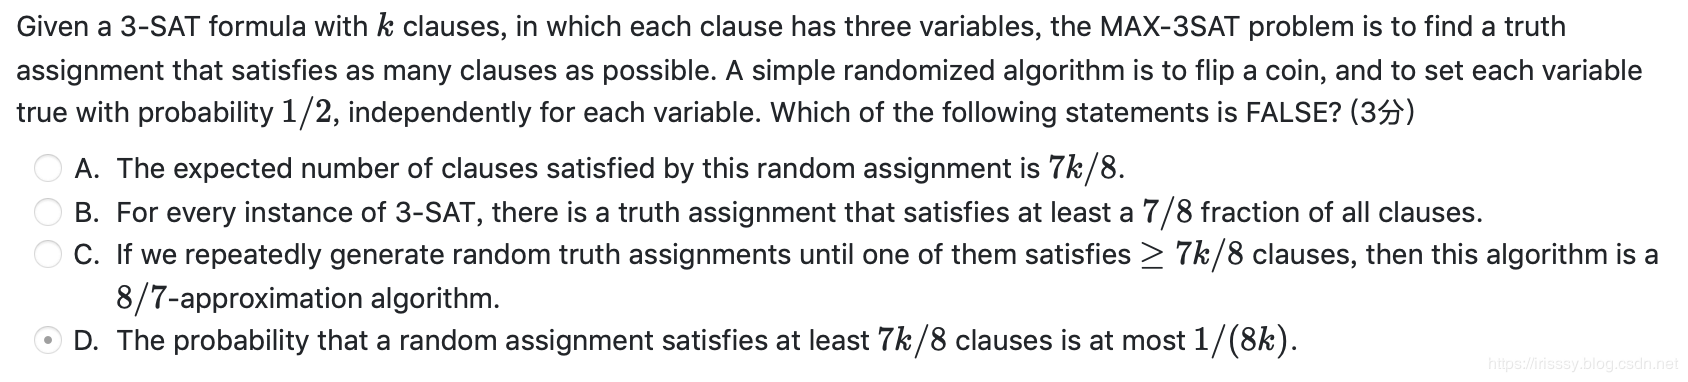 Given a 3-SAT formula with k clauses, in which each clause has three variables, the MAX-3SAT problem is to find a truth
assignment that satisfies as many clauses as possible. A simple randomized algorithm is to flip a coin, and to set each variable
true with probability 1/2, independently for each variable. Which of the following statements is FALSE? (3分)
A. The expected number of clauses satisfied by this random assignment is 7k/8.
B. For every instance of 3-SAT, there is a truth assignment that satisfies at least a 7/8 fraction of all clauses.
C. If we repeatedly generate random truth assignments until one of them satisfies ≥ 7k/8 clauses, then this algorithm is a
8/7-approximation algorithm.
D. The probability that a random assignment satisfies at least 7k/8 clauses is at most 1/(8k).
https://irisssy.blog.csdn.net